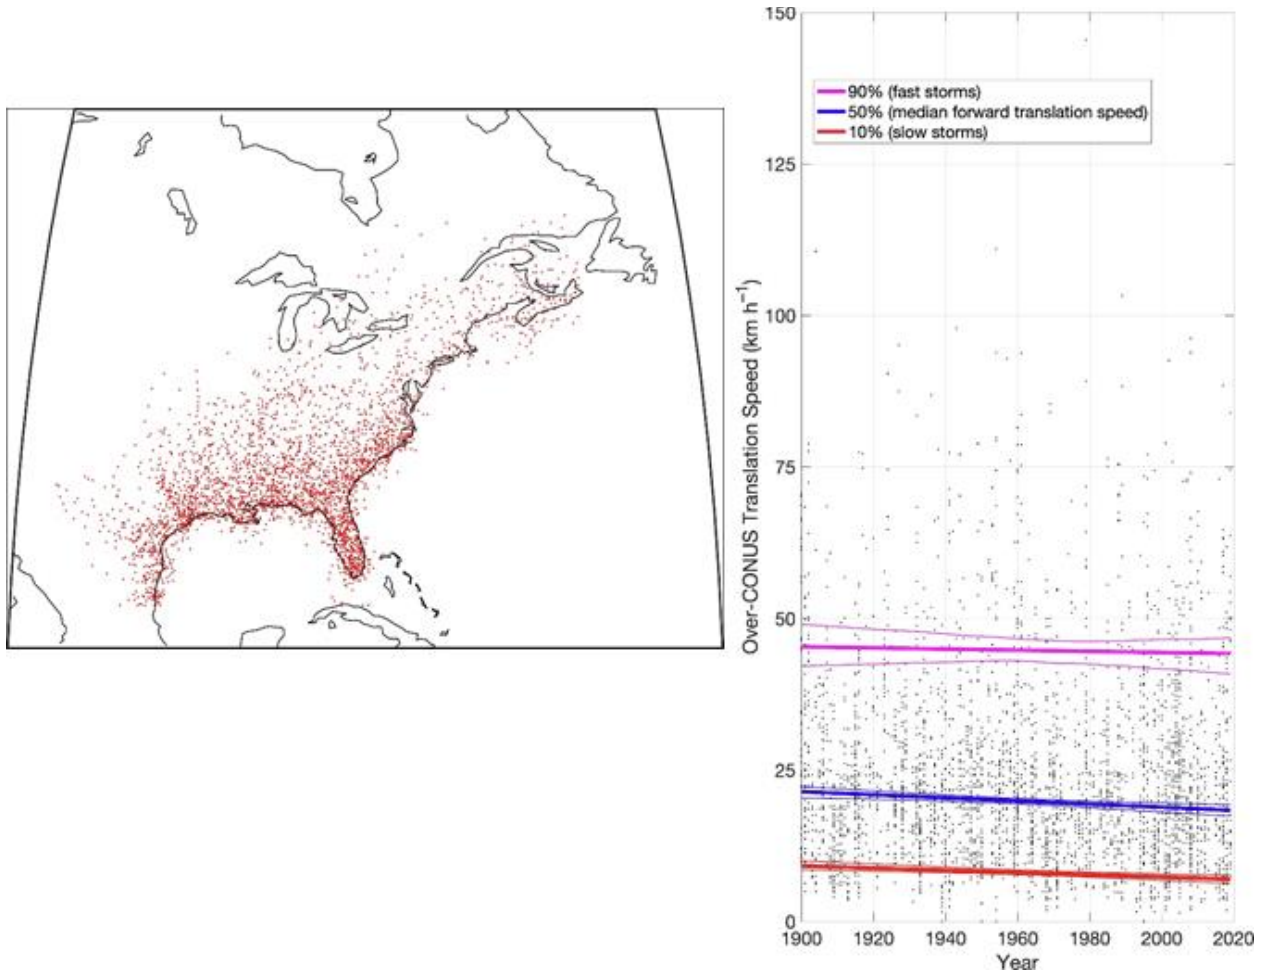 150
90% (fast storms)
50% (median forward translation speed)
10% (slow storms)
125
100
75
50
25
0
Over-CONUS Translation Speed (km h⁻¹)
1900 1920 1940 1960 1980 2000 2020
Year